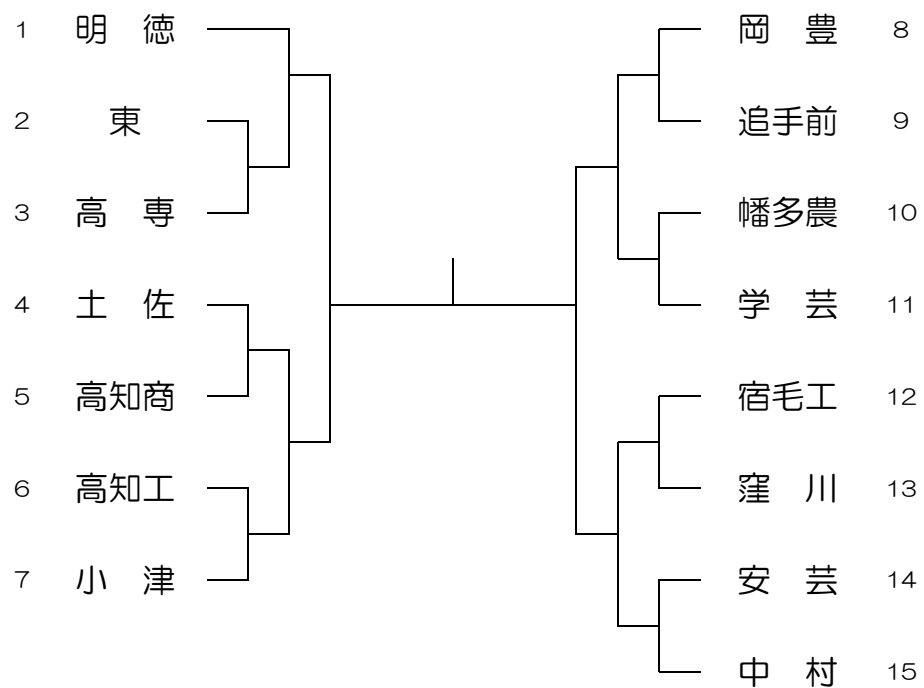 1 明 徳
2 東
3 高 専
4 土 佐
5 高知商
6 高知工
7 小 津
岡 豊 8
追手前 9
幡多農 10
学 芸 11
宿毛工 12
窪 川 13
安 芸 14
中 村 15